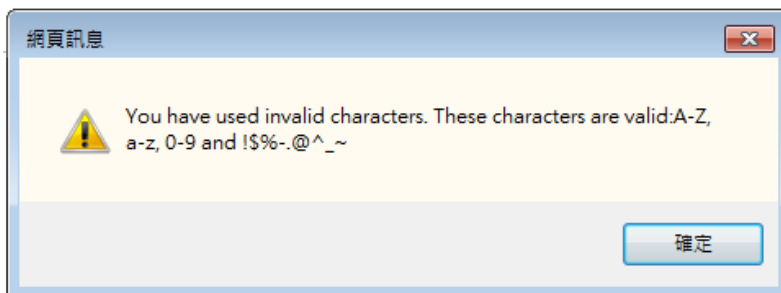 網頁訊息
You have used invalid characters. These characters are valid:A-Z,
a-z, 0-9 and !$%-.@^_~
確定